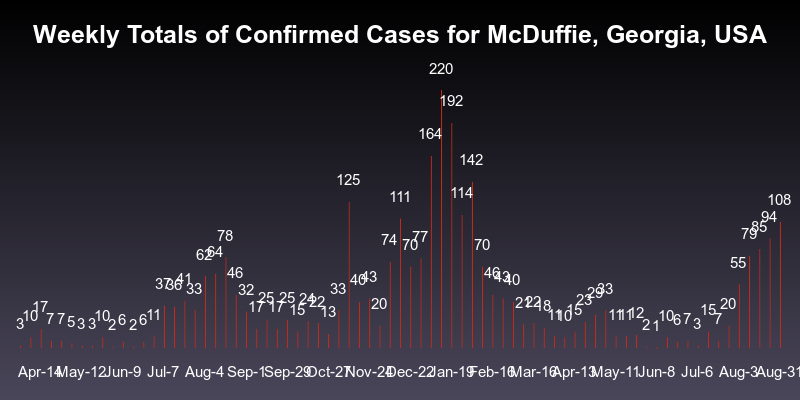 Weekly Totals of Confirmed Cases for McDuffie, Georgia, USA
3 10 17 7 7 5 3 3 10 2 6 2 6 11 37 36 41 33 62 64 78 46 32 17 25 17 25 15 24 22 13 33 125 40 43 20 74 111 70 77 164 220 192 114 142 70 46 43 40 21 22 18 11 10 15 23 29 33 11 11 12 2 1 10 6 7 3 15 7 20 55 79 85 94 108
Apr-14 May-12 Jun-9 Jul-7 Aug-4 Sep-1 Sep-29 Oct-27 Nov-24 Dec-22 Jan-19 Feb-16 Mar-16 Apr-13 May-11 Jun-8 Jul-6 Aug-3 Aug-31